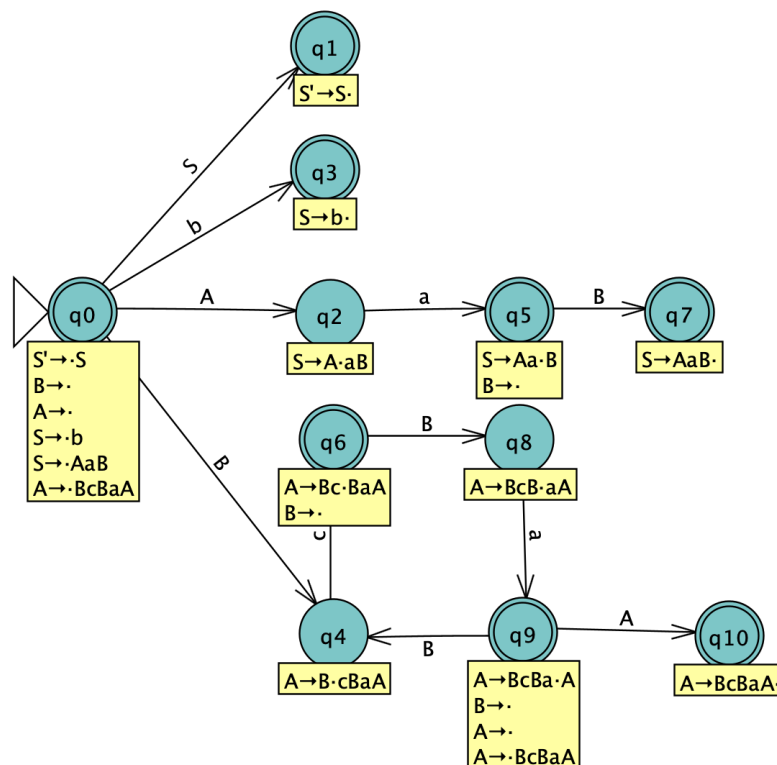 q1
S'→S·
S
q3
S→b·
b
q0
A
q2
a
q5
B
q7
S'→·S
B→·
A→·
S→·b
S→·AaB
A→·BcBaA
S→A·aB
S→Aa·B
B→·
S→AaB·
B
q6
B
q8
A→Bc·BaA
B→·
A→BcB·aA
c
a
q4
B
q9
A
q10
A→B·cBaA
A→BcBa·A
B→·
A→·
A→·BcBaA
A→BcBaA·